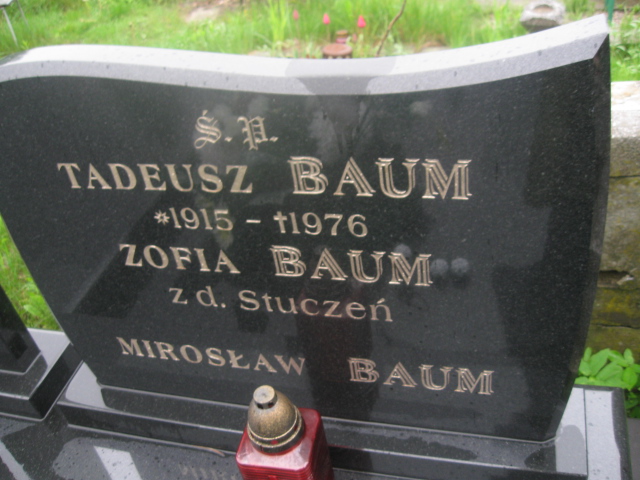 Ś.P.
TADEUSZ BAUM
*1915 - †1976
ZOFIA BAUM
z d. Stuczeń
MIROSŁAW BAUM